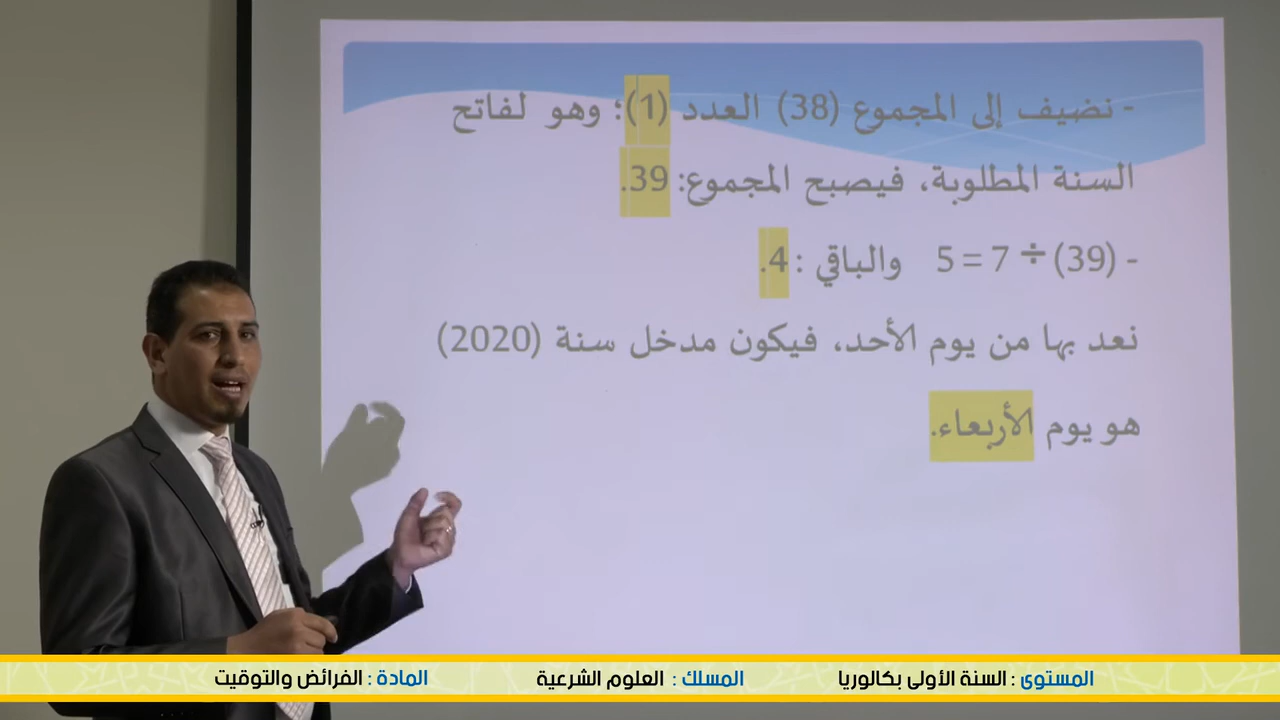 - نضيف إلى المجموع (38) العدد (1)؛ وهو لفاتح
السنة المطلوبة، فيصبح المجموع: 39.
- (39) ÷ 7 = 5 والباقي : 4.
نعد بها من يوم الأحد، فيكون مدخل سنة (2020)
هو يوم الأربعاء.
المستوى : السنة الأولى بكالوريا المسلك : العلوم الشرعية المادة : الفرائض والتوقيت